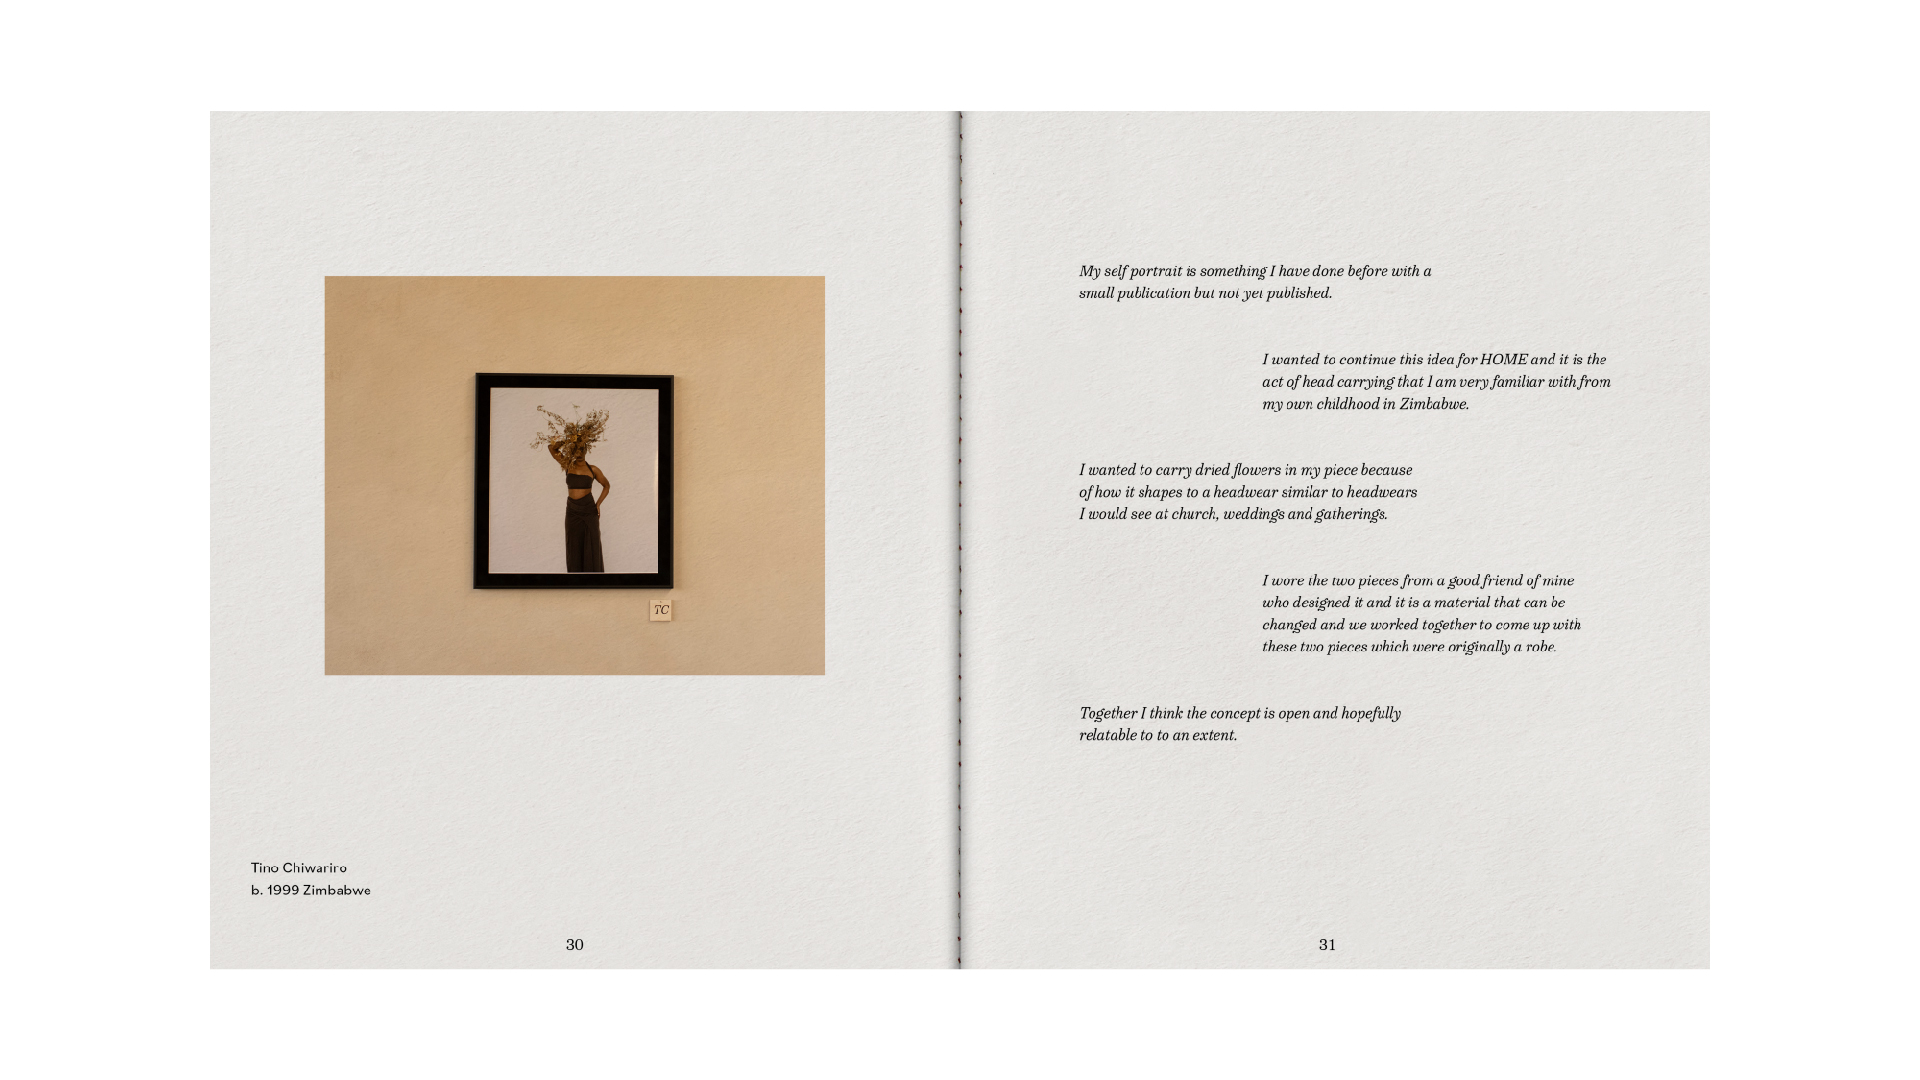 TC
Tino Chiwariro
b. 1999 Zimbabwe
30
My self portrait is something I have done before with a
small publication but not yet published.
I wanted to continue this idea for HOME and it is the
act of head carrying that I am very familiar with from
my own childhood in Zimbabwe.
I wanted to carry dried flowers in my piece because
of how it shapes to a headwear similar to headwears
I would see at church, weddings and gatherings.
I wore the two pieces from a good friend of mine
who designed it and it is a material that can be
changed and we worked together to come up with
these two pieces which were originally a robe.
Together I think the concept is open and hopefully
relatable to to an extent.
31